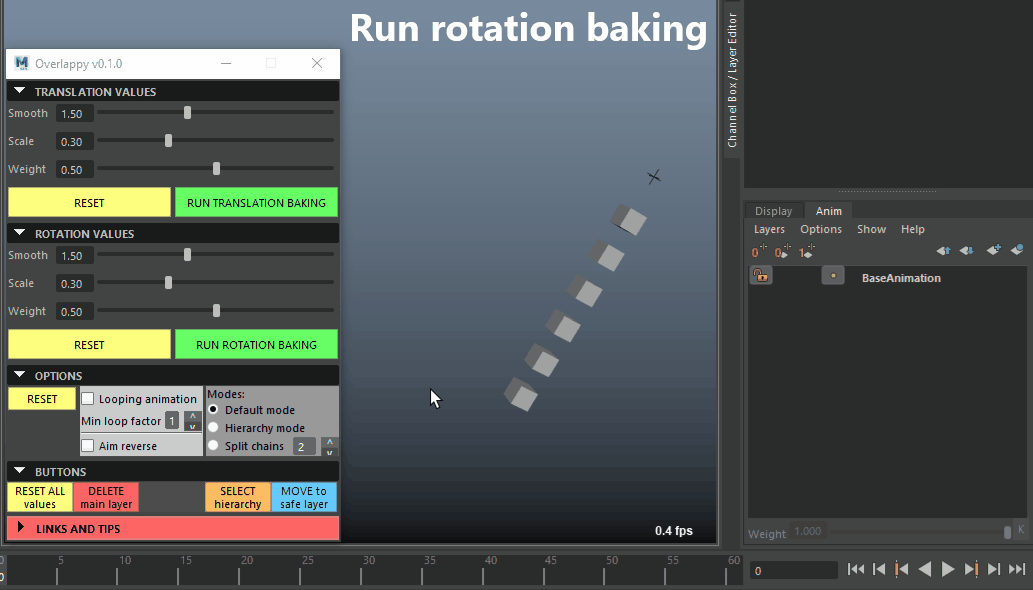 Run rotation baking
Overlappy v0.1.0
TRANSLATION VALUES
Smooth 1.50
Scale 0.30
Weight 0.50
RESET RUN TRANSLATION BAKING
ROTATION VALUES
Smooth 1.50
Scale 0.30
Weight 0.50
RESET RUN ROTATION BAKING
OPTIONS
RESET
Looping animation
Min loop factor 1
Aim reverse
Modes:
Default mode
Hierarchy mode
Split chains 2
BUTTONS
RESET ALL
values
DELETE
main layer
SELECT
hierarchy
MOVE to
safe layer
LINKS AND TIPS
0.4 fps
Channel Box / Layer Editor
Display Anim
Layers Options Show Help
0 0 1
BaseAnimation
Weight 1.000 K
0 5 10 15 20 25 30 35 40 45 50 55 60
0
0